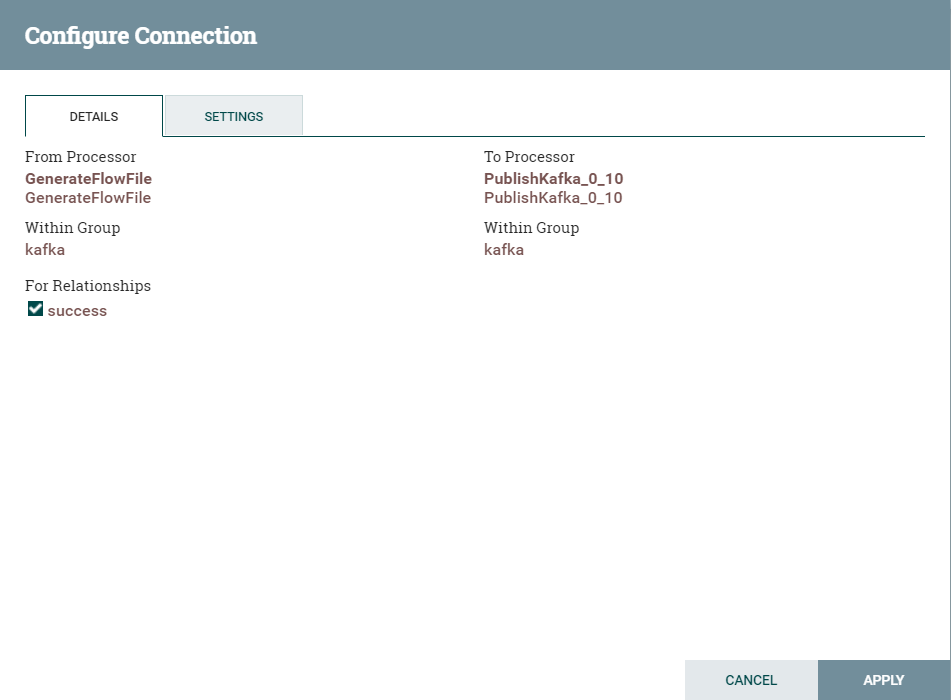 Configure Connection
DETAILS
SETTINGS
From Processor
GenerateFlowFile
GenerateFlowFile
Within Group
kafka
To Processor
PublishKafka_0_10
PublishKafka_0_10
Within Group
kafka
For Relationships
success
CANCEL
APPLY